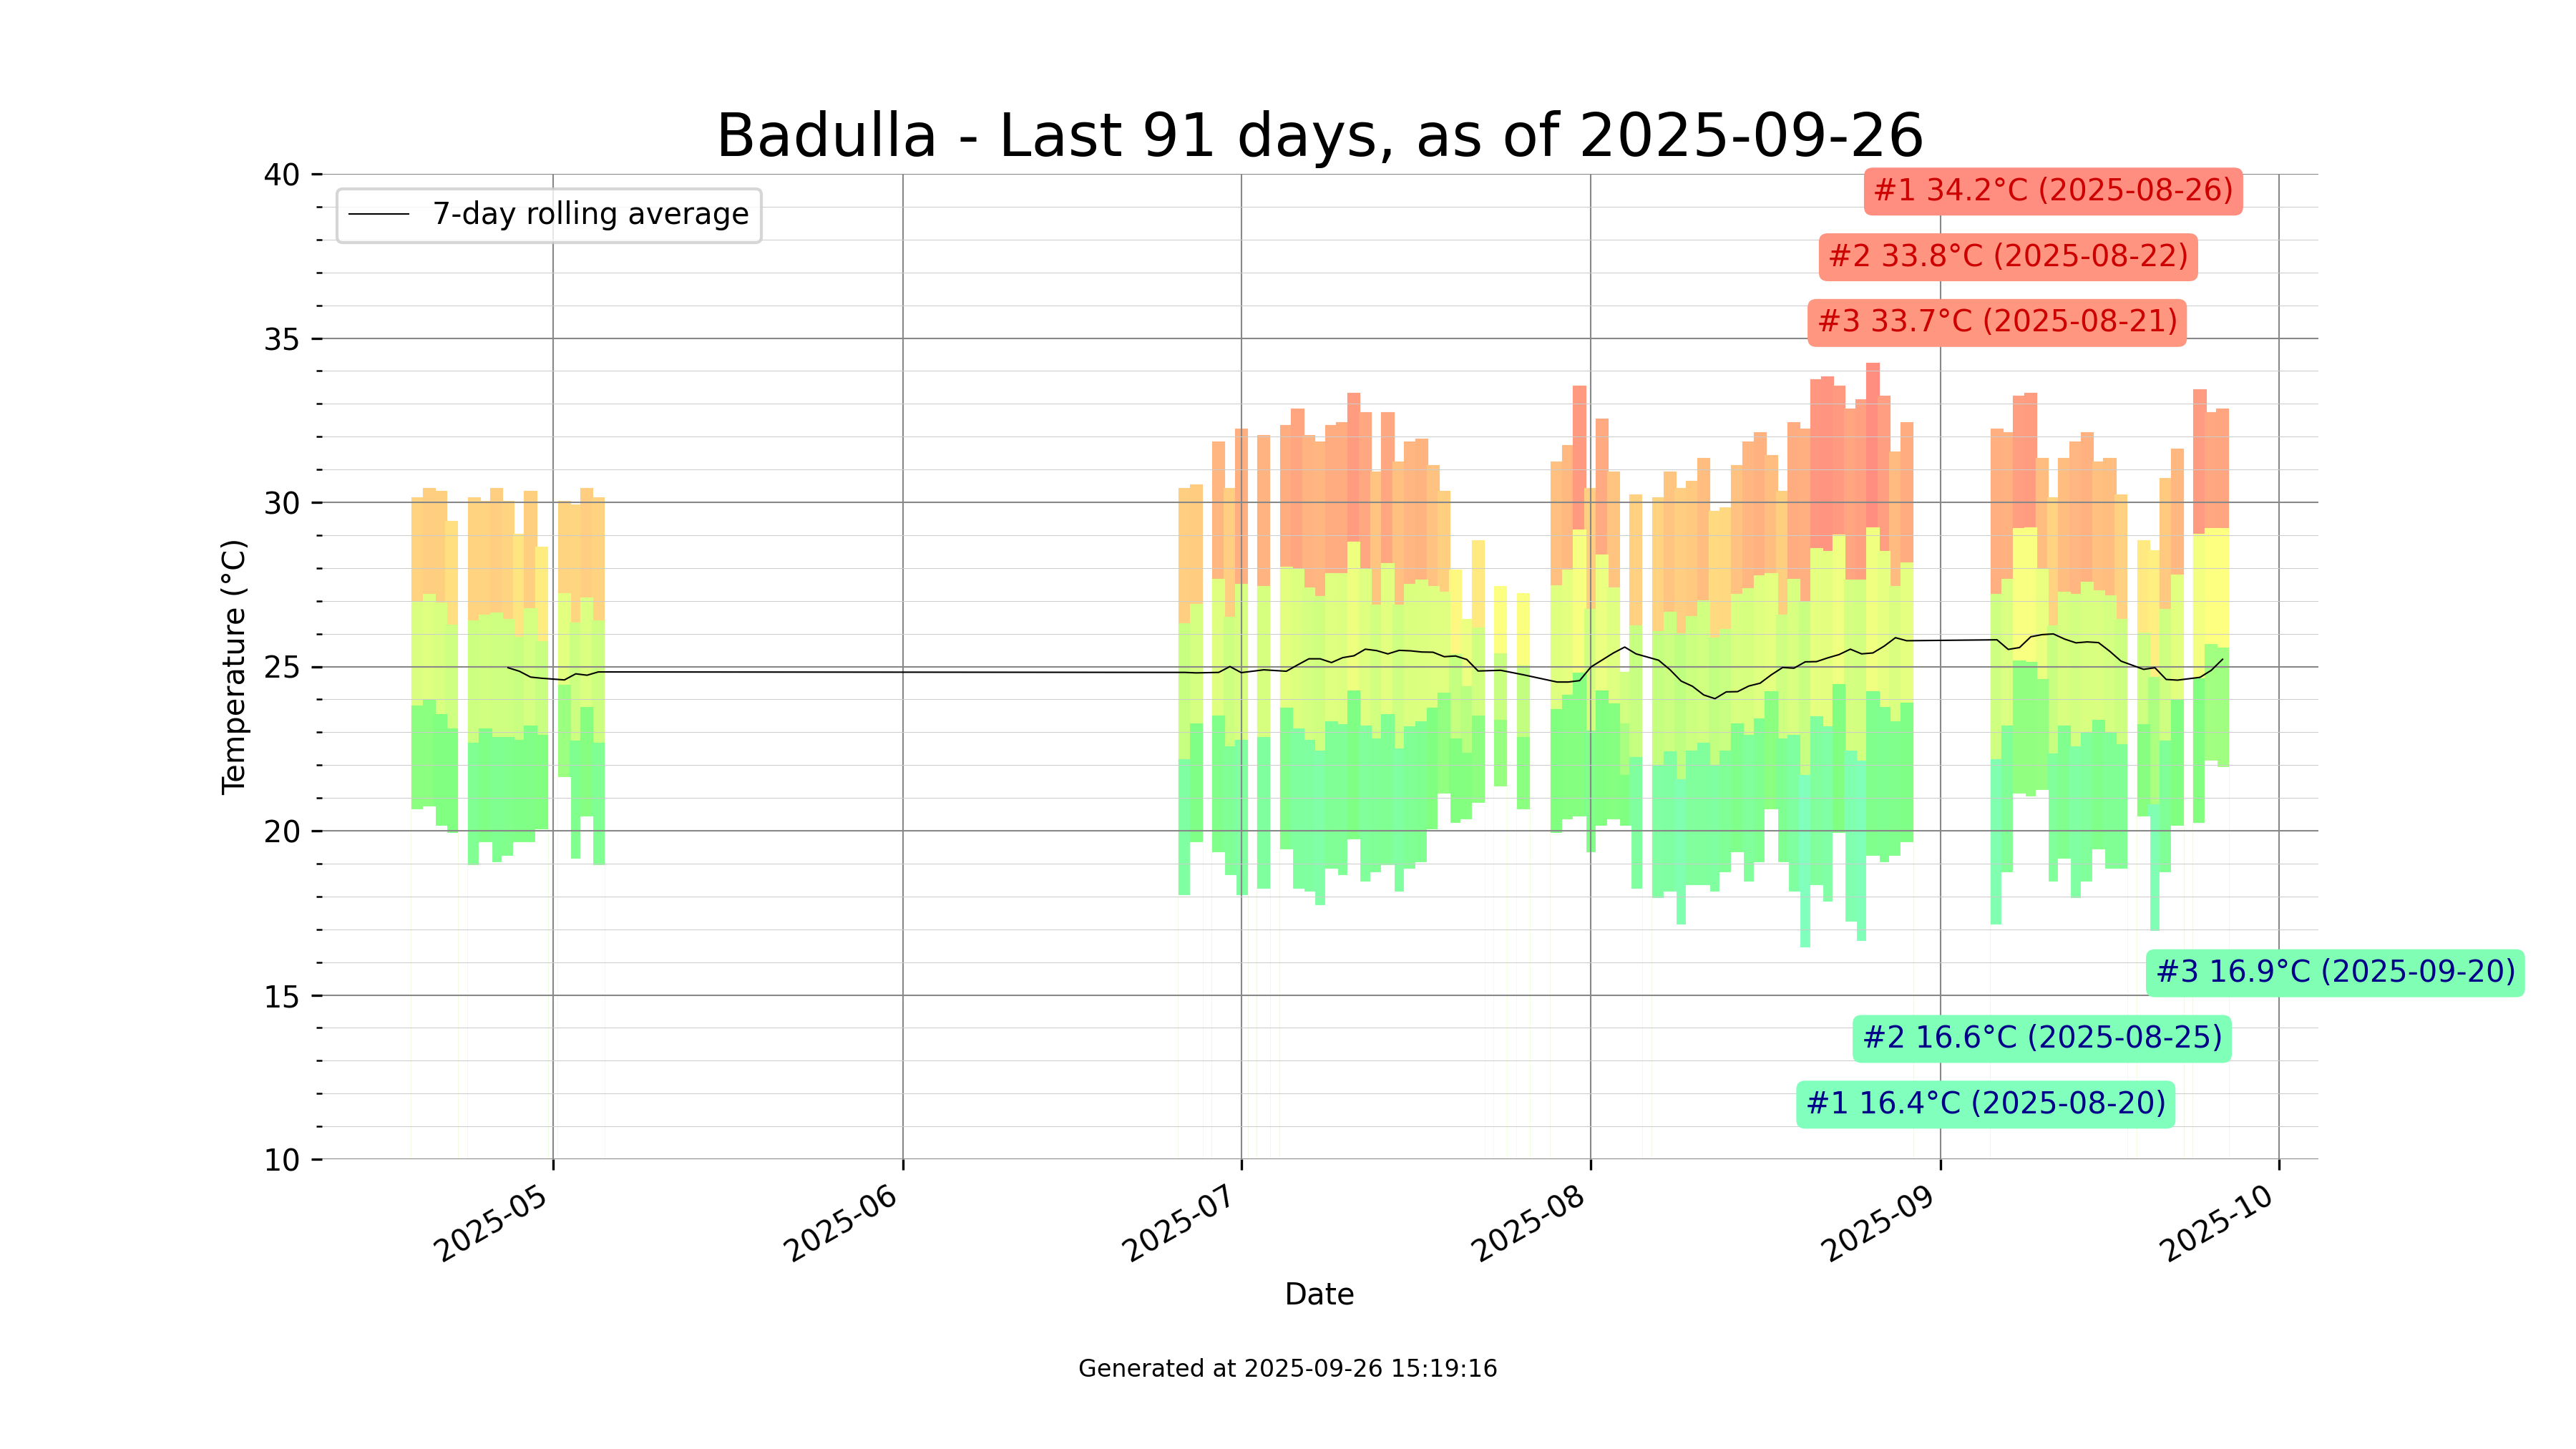 Badulla - Last 91 days, as of 2025-09-26
7-day rolling average
#1 34.2°C (2025-08-26)
#2 33.8°C (2025-08-22)
#3 33.7°C (2025-08-21)
40
35
30
25
20
15
10
Temperature (°C)
#3 16.9°C (2025-09-20)
#2 16.6°C (2025-08-25)
#1 16.4°C (2025-08-20)
2025-05
2025-06
2025-07
2025-08
2025-09
2025-10
Date
Generated at 2025-09-26 15:19:16